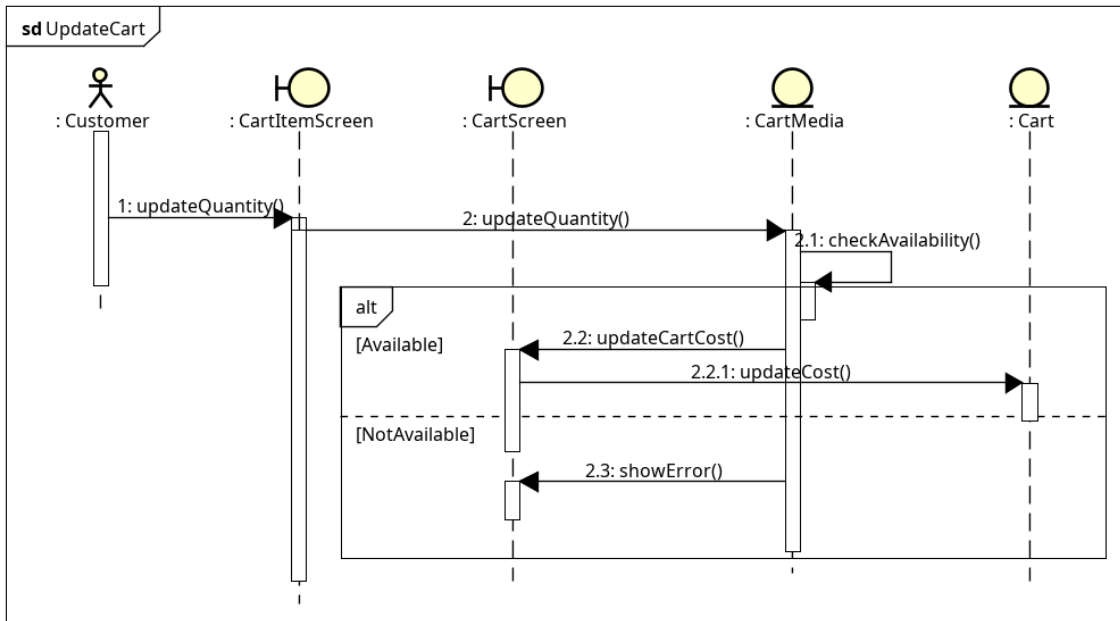 sd UpdateCart
: Customer
: CartItemScreen
: CartScreen
: CartMedia
: Cart
1: updateQuantity()
2: updateQuantity()
2.1: checkAvailability()
alt
[Available]
2.2: updateCartCost()
2.2.1: updateCost()
[NotAvailable]
2.3: showError()